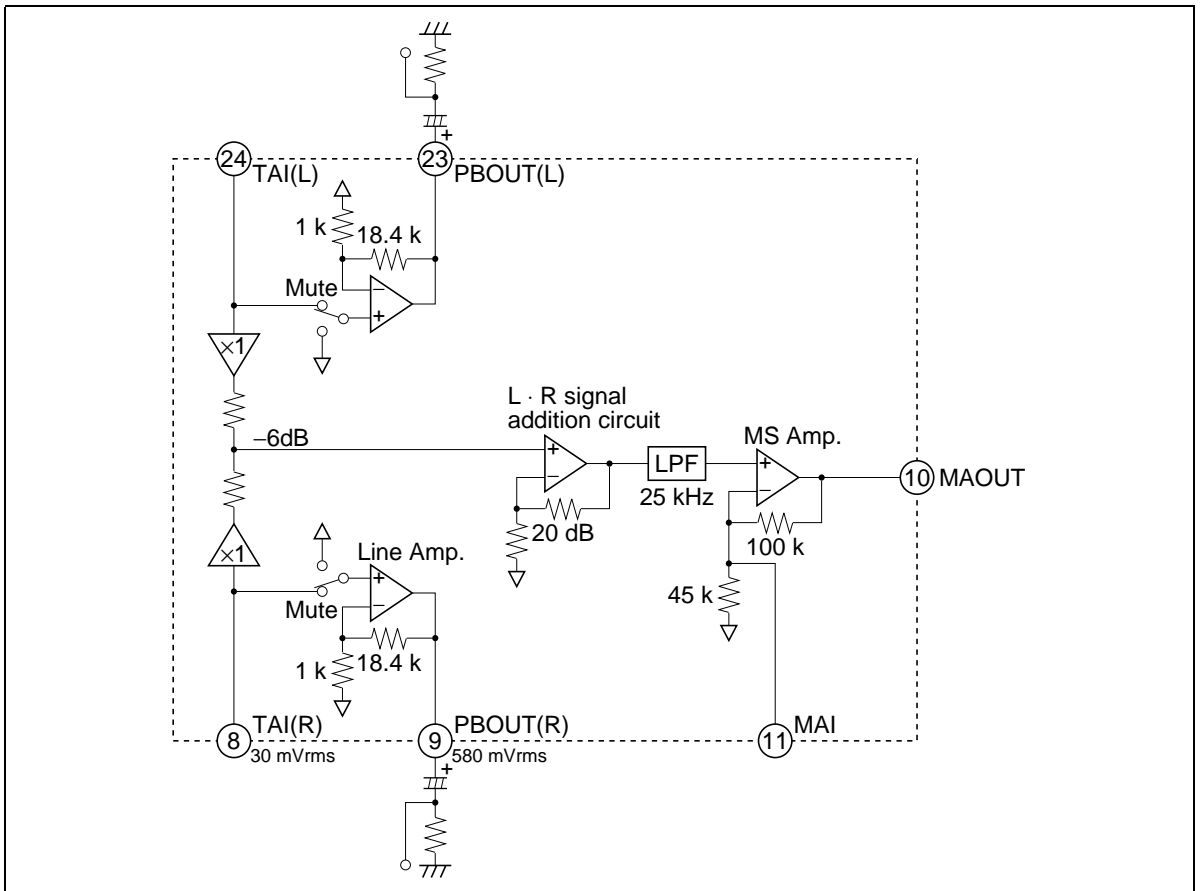 +
24 TAI(L)
23 PBOUT(L)
1 k
18.4 k
Mute
−
+
×1
L · R signal
addition circuit
−6dB
+
−
MS Amp.
LPF
+
−
25 kHz
10 MAOUT
20 dB
100 k
×1
Line Amp.
+
−
Mute
45 k
1 k
18.4 k
8 TAI(R)
30 mVrms
9 PBOUT(R)
580 mVrms
11 MAI
+